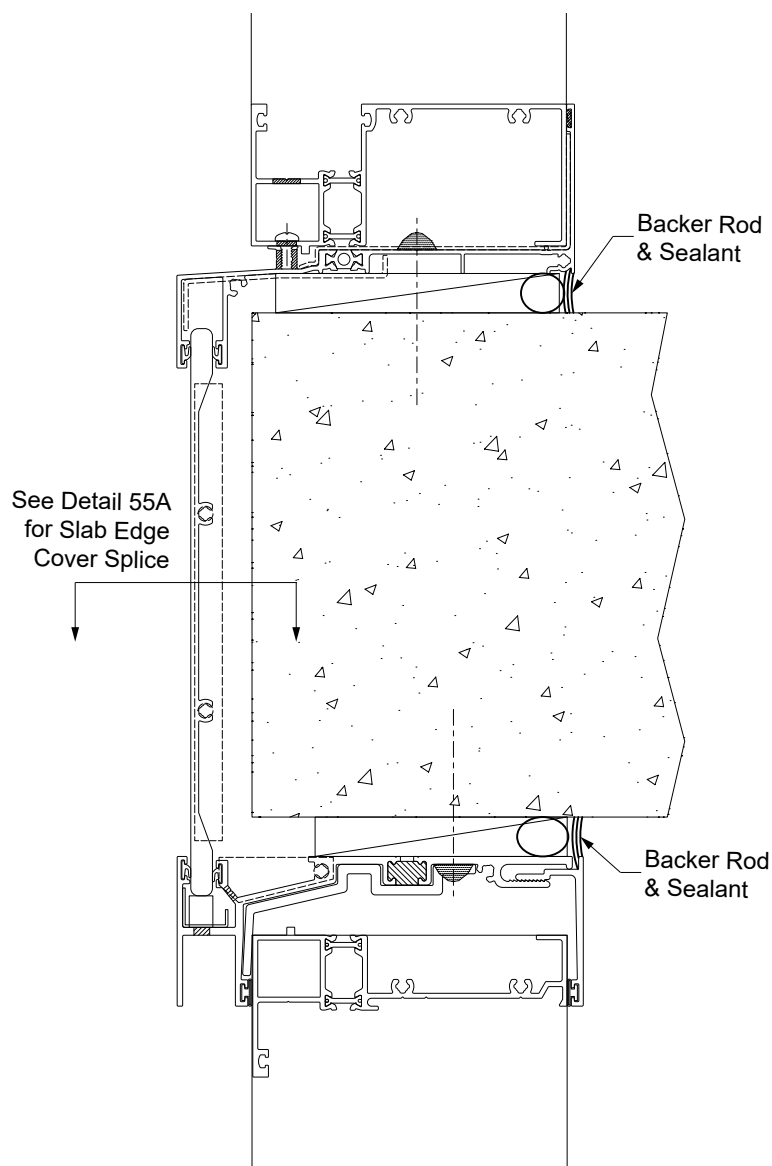 Backer Rod
& Sealant
See Detail 55A
for Slab Edge
Cover Splice
Backer Rod
& Sealant